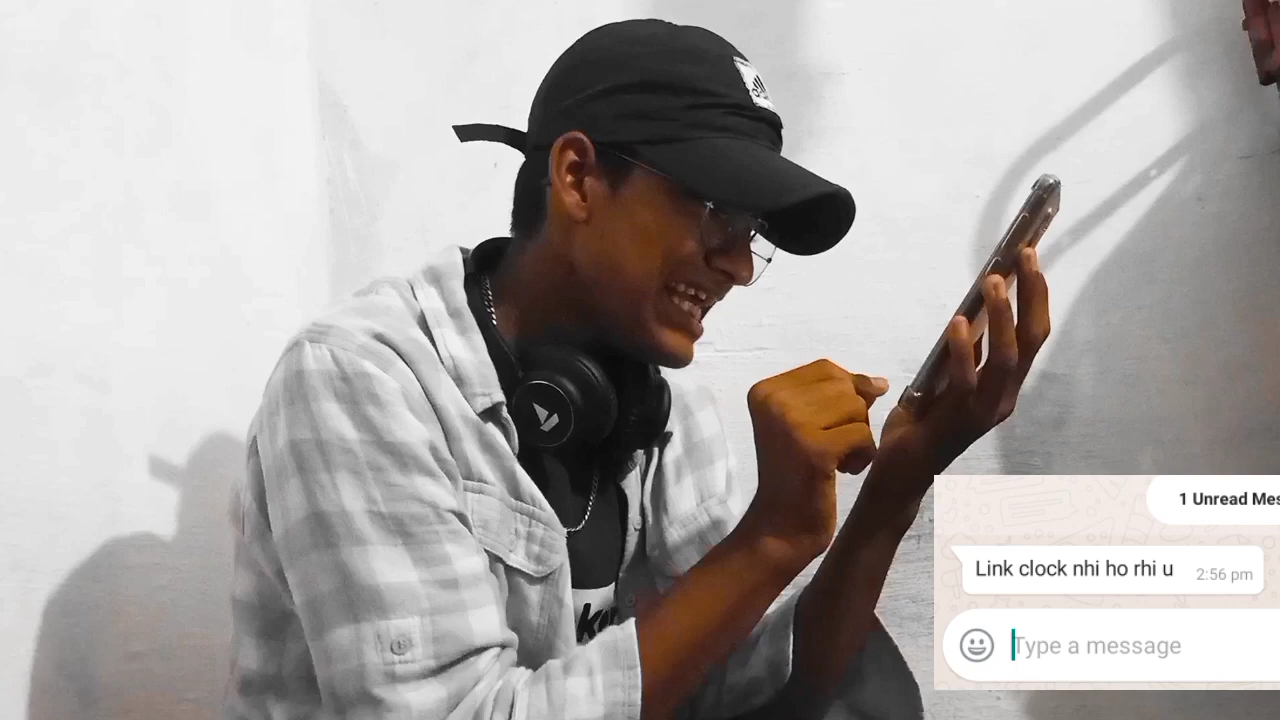 1 Unread Mes
Link clock nhi ho rhi u
2:56 pm
Type a message